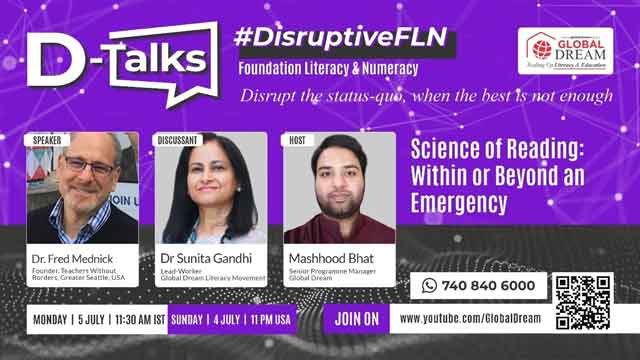 D-Talks
#DisruptiveFLN
Foundation Literacy & Numeracy
Disrupt the status-quo, when the best is not enough
GLOBAL
DREAM
Scaling Up Literacy & Education
SPEAKER
DISCUSSANT
HOST
JOIN US
Science of Reading:
Within or Beyond an
Emergency
Dr. Fred Mednick
Founder, Teachers Without
Rorders, Greater Seattle, USA
Dr Sunita Gandhi
Lead-Worker
Global Dream Literacy Movement
Mashhood Bhat
Senior Programme Manager
Global Dream
740 840 6000
MONDAY | 5 JULY | 11:30 AM IST
SUNDAY | 4 JULY | 11 PM USA
JOIN ON
www.youtube.com/GlobalDream